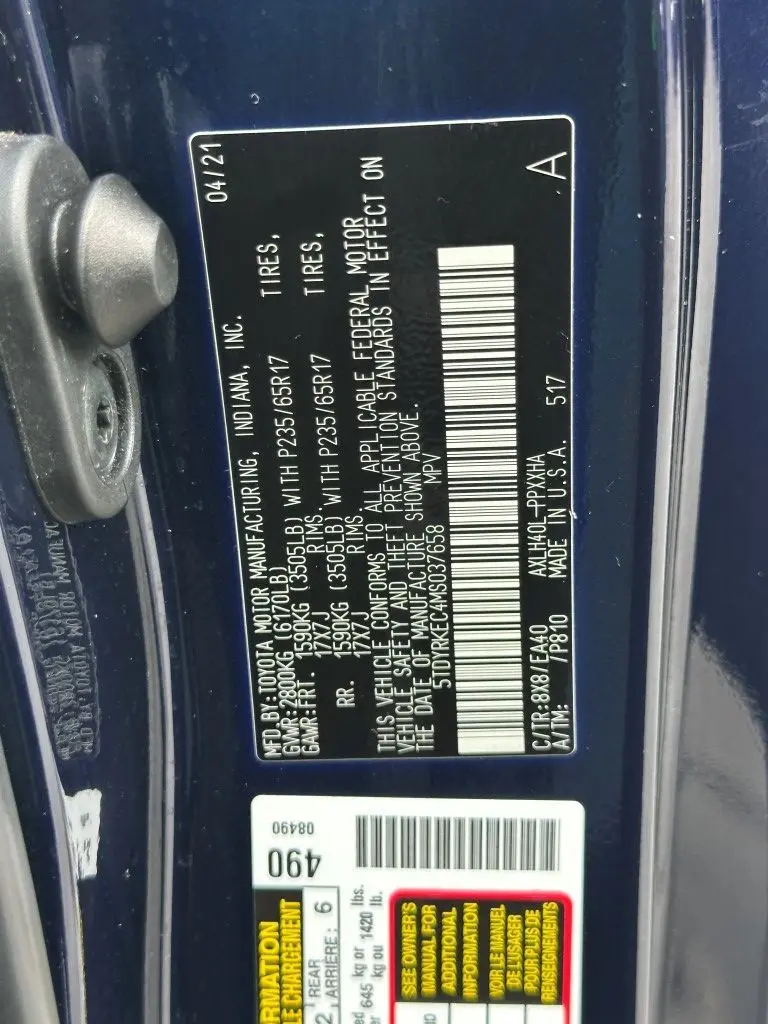 MFD.BY:TOYOTA MOTOR MANUFACTURING, INDIANA, INC. 04/21
GVWR:2800KG (6170LB)
GAWR:FRT. 1590KG (3505LB) WITH P235/65R17 TIRES,
17X7J RIMS.
RR. 1590KG (3505LB) WITH P235/65R17 TIRES,
17X7J RIMS.
THIS VEHICLE CONFORMS TO ALL APPLICABLE FEDERAL MOTOR
VEHICLE SAFETY AND THEFT PREVENTION STANDARDS IN EFFECT ON
THE DATE OF MANUFACTURE SHOWN ABOVE.
5TDYRKEC4MS037658 MPV
C/TR:8X8/EA40 AXLH40L-PPXXHA
A/TM: /P810 MADE IN U.S.A. 517 A
490
08490
REAR
ARRIÈRE: 6
645 kg or 1420 lbs.
kg ou lb.
SEE OWNER'S
MANUAL FOR
ADDITIONAL
INFORMATION
VOIR LE MANUEL
DE L'USAGER
POUR PLUS DE
RENSEIGNEMENTS